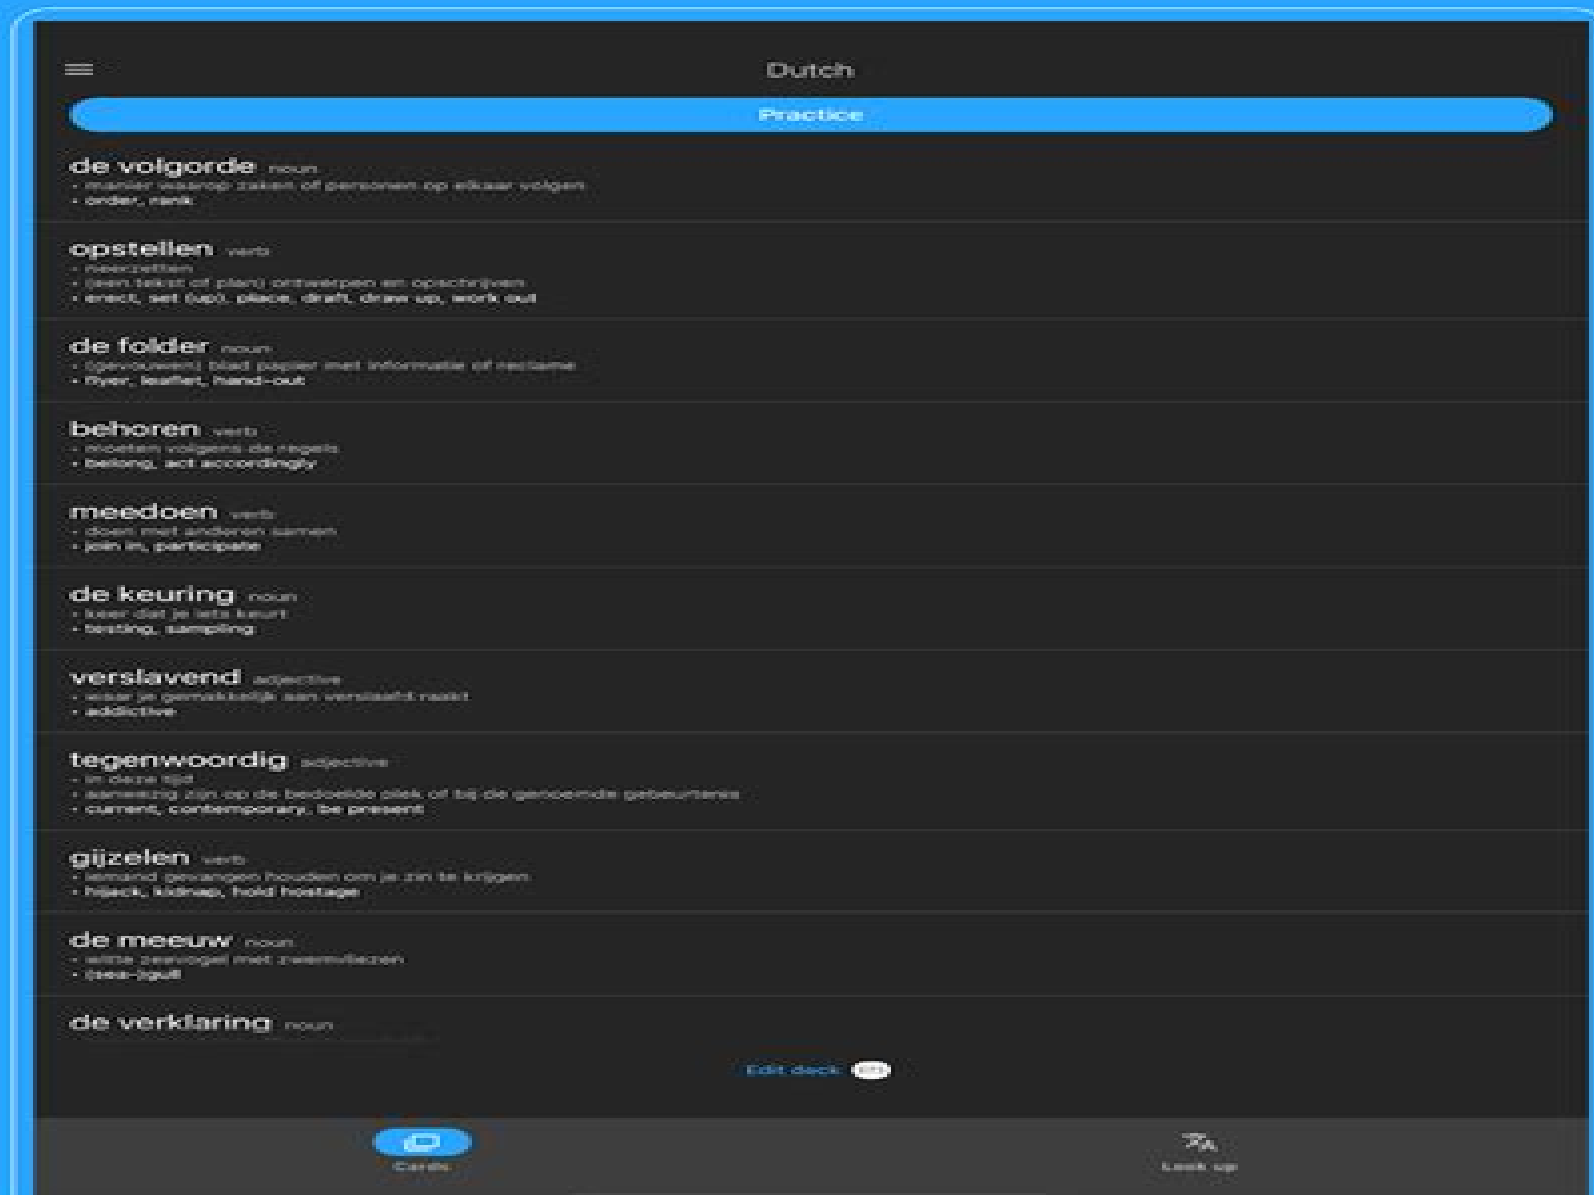 Dutch
Practice
de volgorde noun
• manier waarop zaken of personen op elkaar volgen
• order, rank
opstellen verb
• neerzetten
• (een tekst of plan) ontwerpen en opschrijven
• erect, set (up), place, draft, draw up, work out
de folder noun
• (gevouwen) blad papier met informatie of reclame
• flyer, leaflet, hand-out
behoren verb
• moeten volgens de regels
• belong, act accordingly
meedoen verb
• doen met anderen samen
• join in, participate
de keuring noun
• keer dat je iets keurt
• testing, sampling
verslavend adjective
• waar je gemakkelijk aan verslaafd raakt
• addictive
tegenwoordig adjective
• in deze tijd
• aanwezig zijn op de bedoelde plek of bij de genoemde gebeurtenis
• current, contemporary, be present
gijzelen verb
• iemand gevangen houden om je zin te krijgen
• hijack, kidnap, hold hostage
de meeuw noun
• witte zeevogel met zwemvliezen
• (sea-)gull
de verklaring noun
Edit deck
Cards
Look up